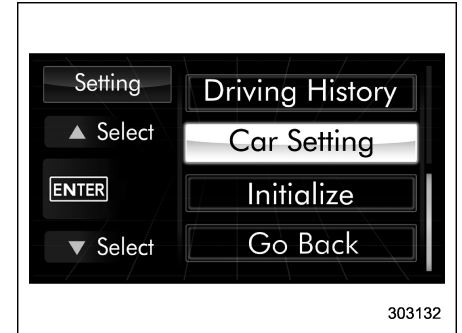 Setting
▲ Select
ENTER
▼ Select
Driving History
Car Setting
Initialize
Go Back
303132